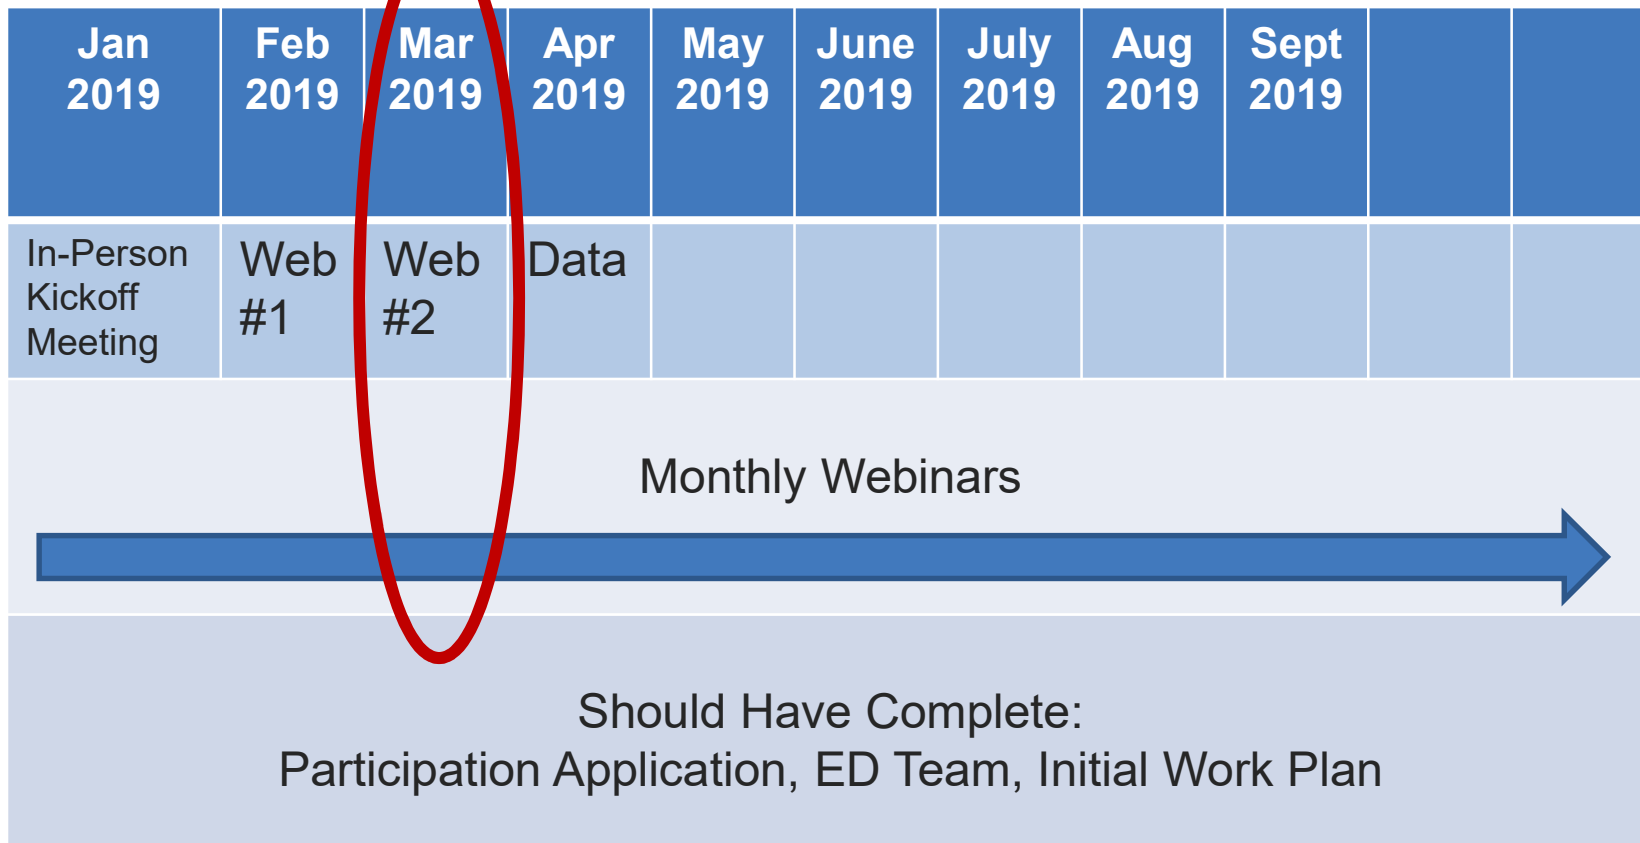 Jan Feb Mar Apr May June July Aug Sept
2019 2019 2019 2019 2019 2019 2019 2019 2019
In-Person
Kickoff
Meeting
Web
#1
Web
#2
Data
Monthly Webinars
Should Have Complete:
Participation Application, ED Team, Initial Work Plan